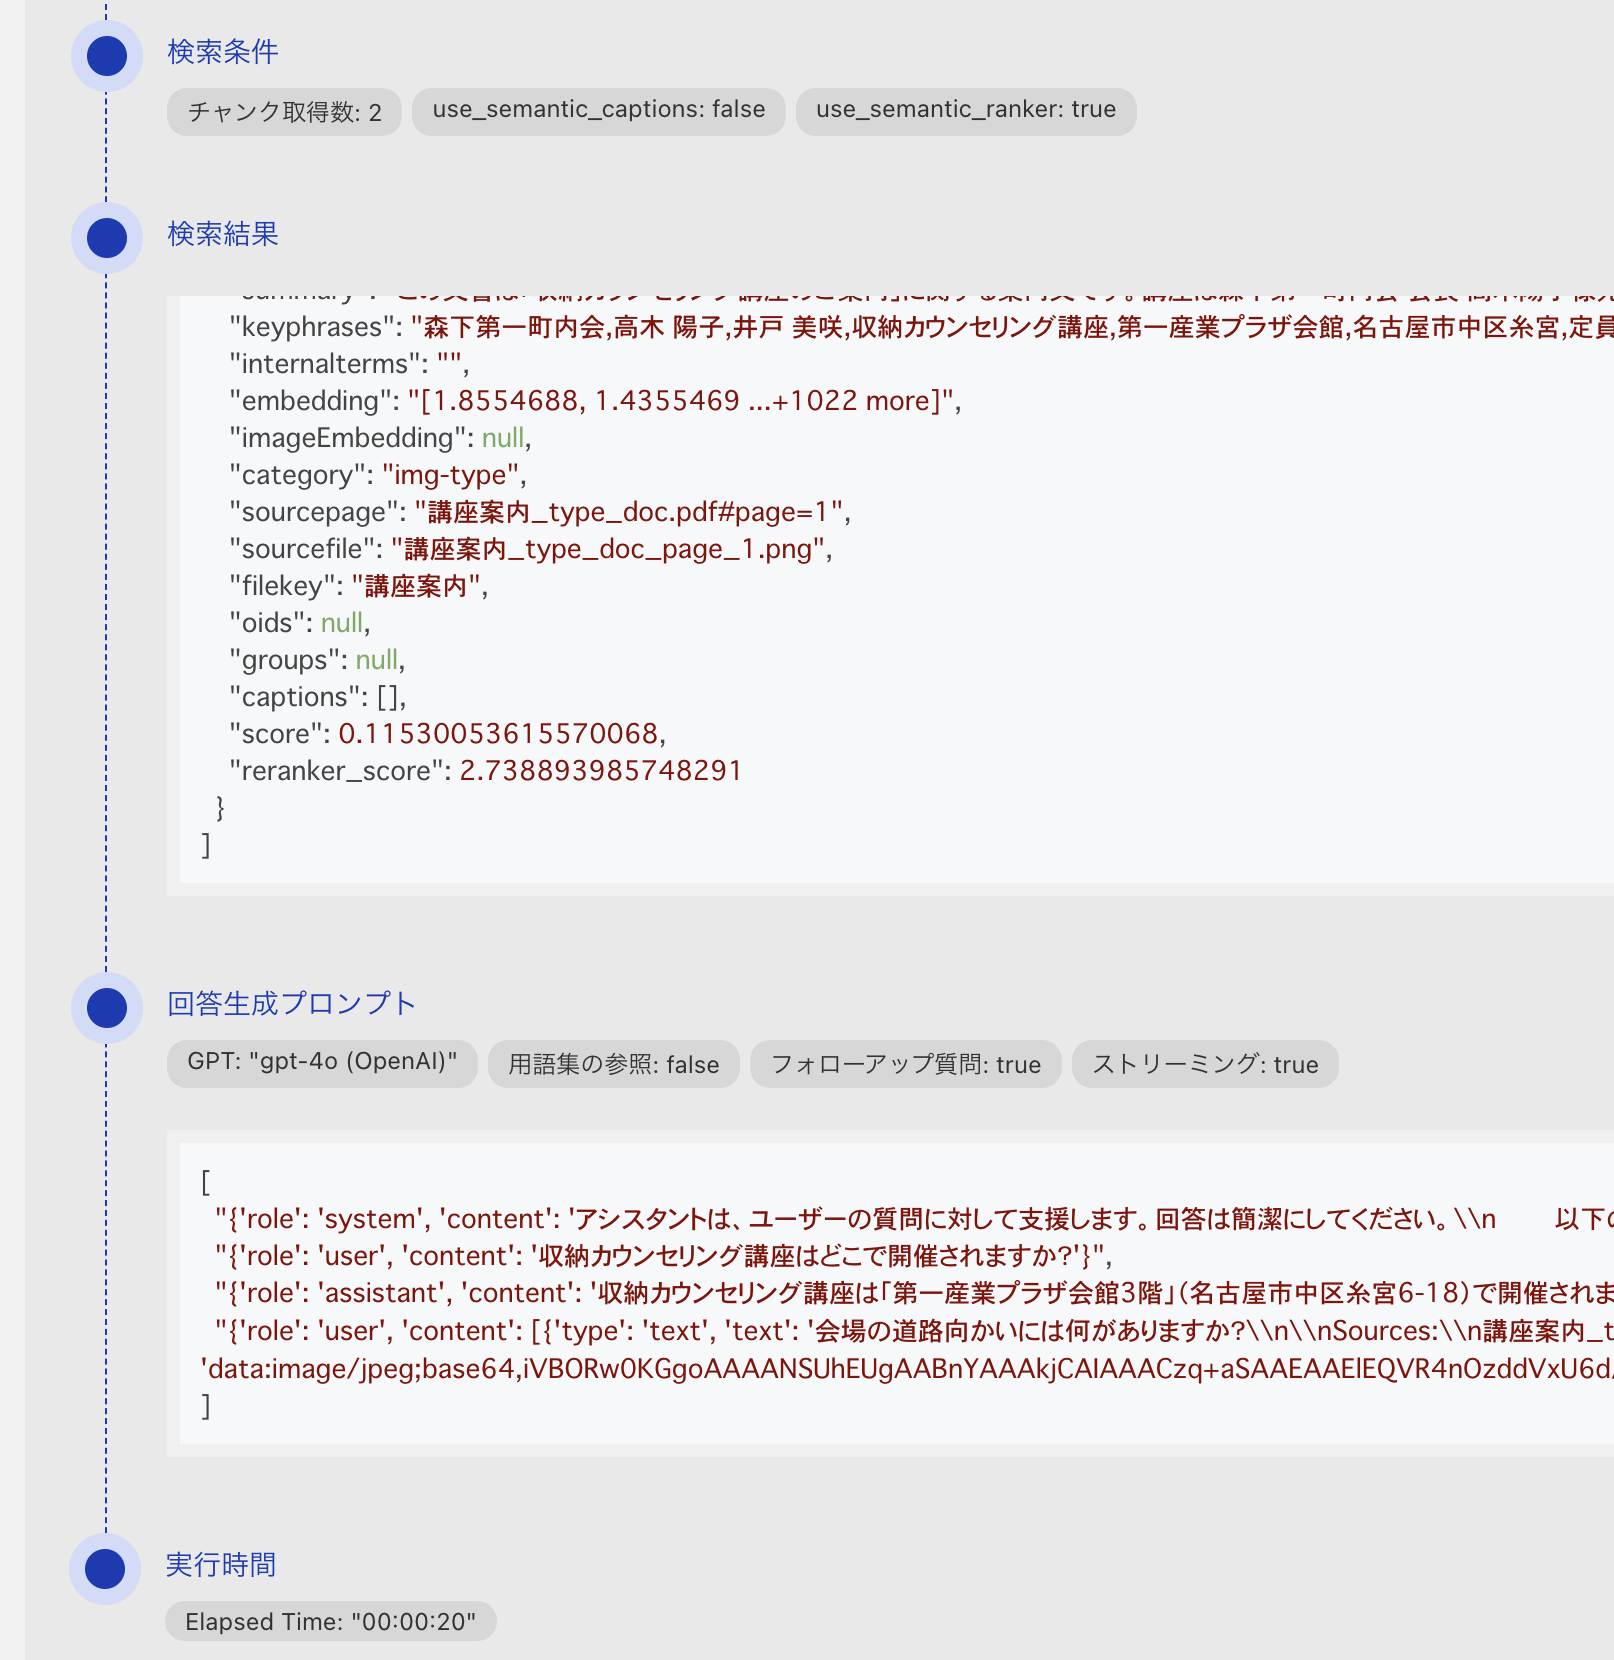 検索条件
チャンク取得数: 2 use_semantic_captions: false use_semantic_ranker: true
検索結果
"keyphrases": "森下第一町内会,高木 陽子,井戸 美咲,収納カウンセリング講座,第一産業プラザ会館,名古屋市中区糸宮,定員
"internalterms": "",
"embedding": "[1.8554688, 1.4355469 ...+1022 more]",
"imageEmbedding": null,
"category": "img-type",
"sourcepage": "講座案内_type_doc.pdf#page=1",
"sourcefile": "講座案内_type_doc_page_1.png",
"filekey": "講座案内",
"oids": null,
"groups": null,
"captions": [],
"score": 0.11530053615570068,
"reranker_score": 2.738893985748291
}
]
回答生成プロンプト
GPT: "gpt-4o (OpenAI)" 用語集の参照: false フォローアップ質問: true ストリーミング: true
[
"{'role': 'system', 'content': 'アシスタントは、ユーザーの質問に対して支援します。回答は簡潔にしてください。\\n 以下
"{'role': 'user', 'content': '収納カウンセリング講座はどこで開催されますか?'}",
"{'role': 'assistant', 'content': '収納カウンセリング講座は「第一産業プラザ会館3階」(名古屋市中区糸宮6-18)で開催されま
"{'role': 'user', 'content': [{'type': 'text', 'text': '会場の道路向かいには何がありますか?\\n\\nSources:\\n講座案内_t
'data:image/jpeg;base64,iVBORw0KGgoAAAANSUhEUgAABnYAAAkjCAIAAACzq+aSAAEAAElEQVR4nOzddVxU6d
]
実行時間
Elapsed Time: "00:00:20"